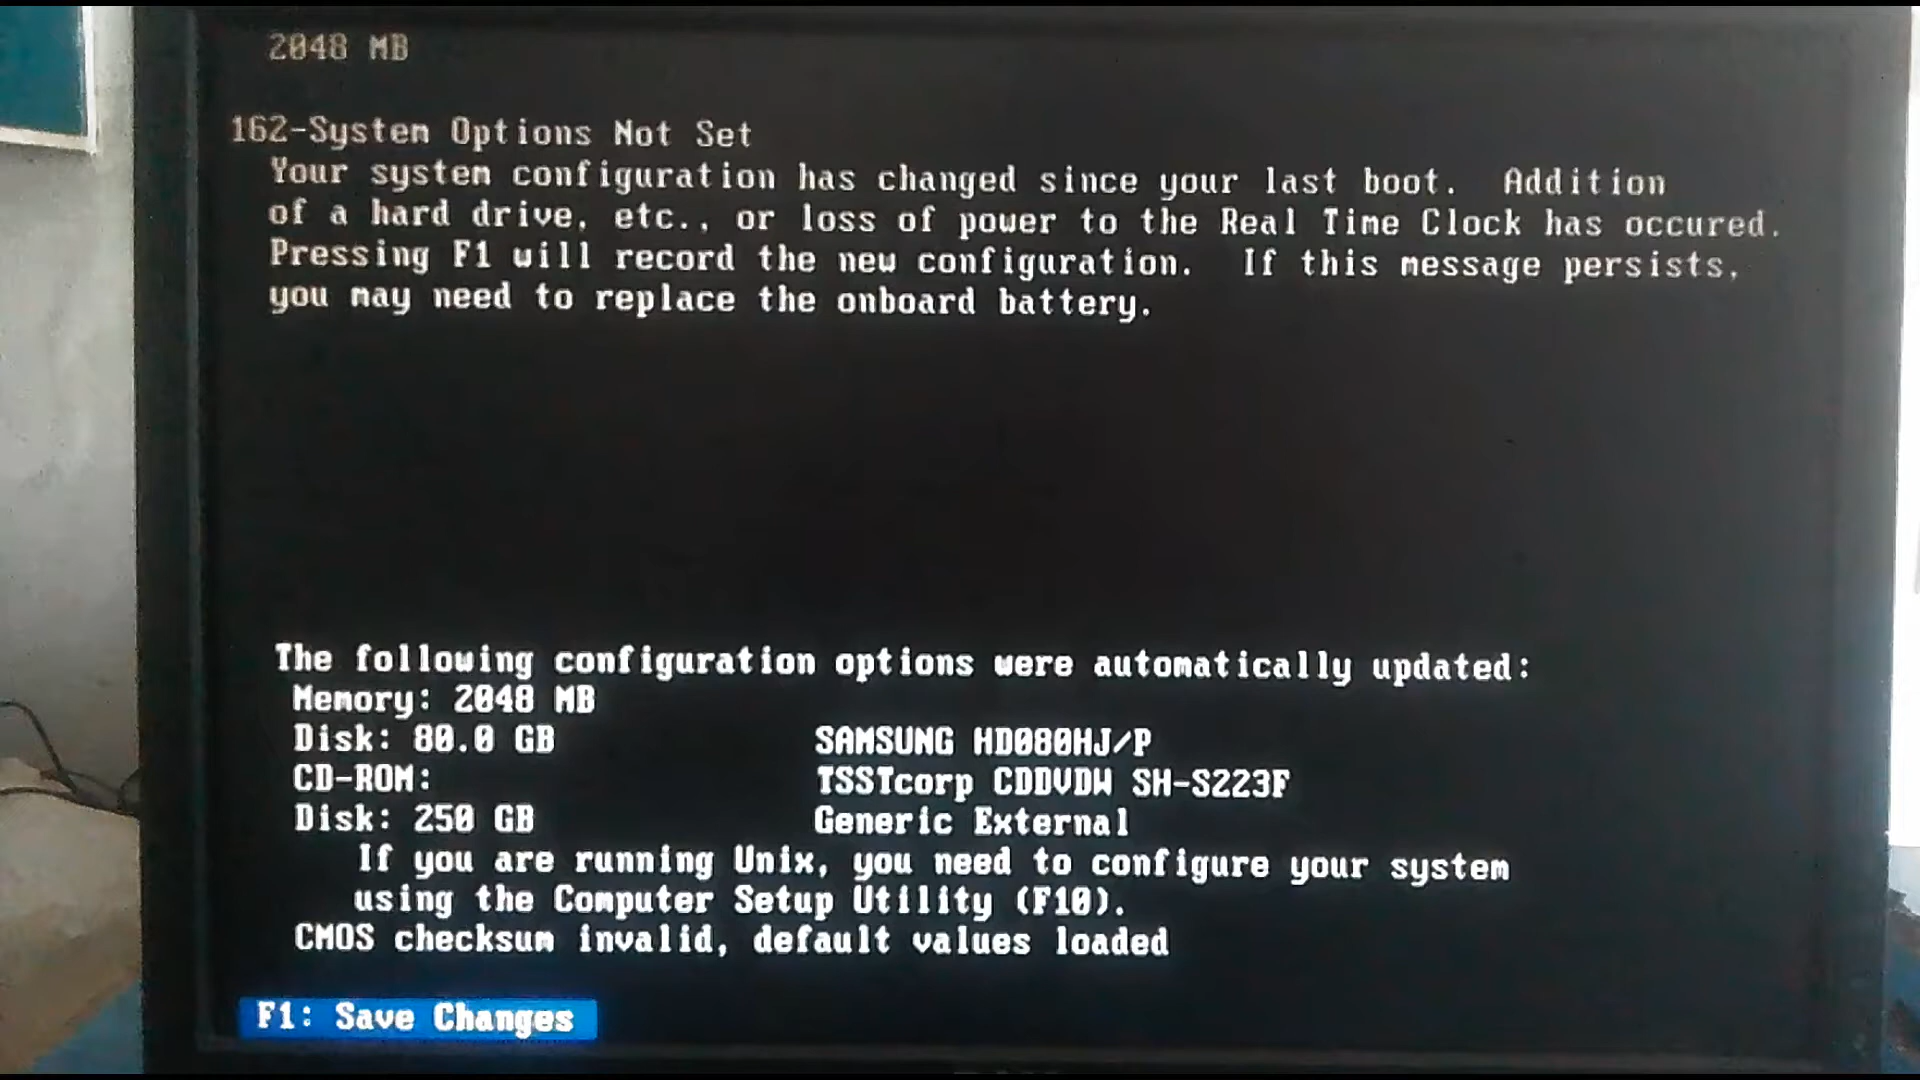 2048 MB
162-System Options Not Set
Your system configuration has changed since your last boot. Addition
of a hard drive, etc., or loss of power to the Real Time Clock has occured.
Pressing F1 will record the new configuration. If this message persists,
you may need to replace the onboard battery.
The following configuration options were automatically updated:
Memory: 2048 MB
Disk: 80.0 GB SAMSUNG HD080HJ/P
CD-ROM: TSSTcorp CDDVDW SH-S223F
Disk: 250 GB Generic External
If you are running Unix, you need to configure your system
using the Computer Setup Utility (F10).
CMOS checksum invalid, default values loaded
F1: Save Changes